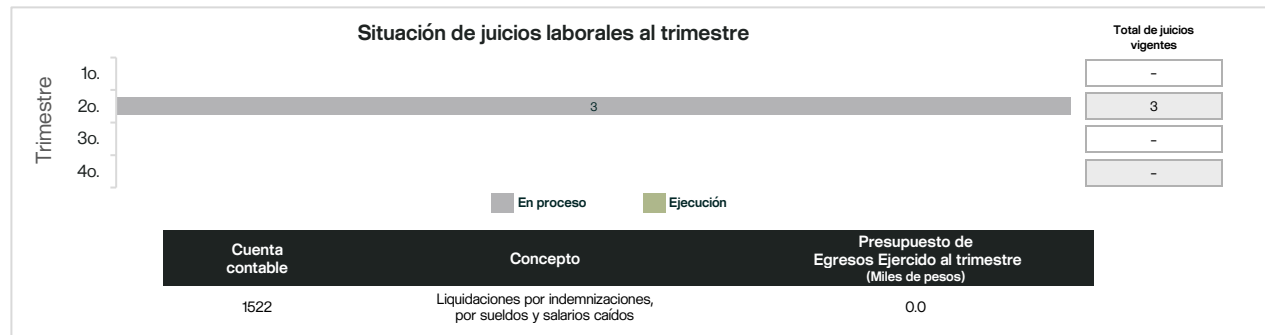 Situación de juicios laborales al trimestre
Total de juicios
vigentes
Trimestre
1o.
-
2o.
3
3
3o.
-
4o.
-
En proceso
Ejecución
Cuenta
contable
Concepto
Presupuesto de
Egresos Ejercido al trimestre
(Miles de pesos)
1522
Liquidaciones por indemnizaciones,
por sueldos y salarios caídos
0.0